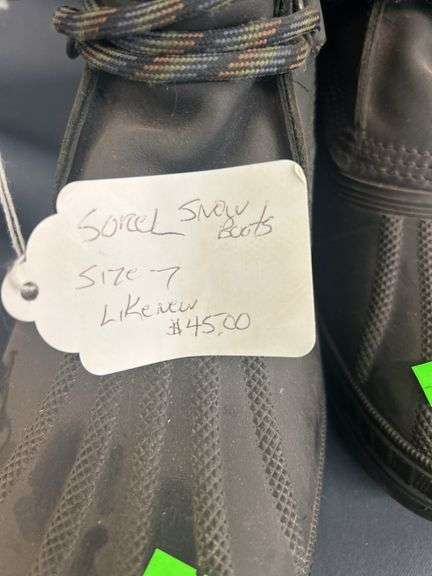 SOREL SNOW
BOOTS
SIZE - 7
LIKE NEW
$45.00